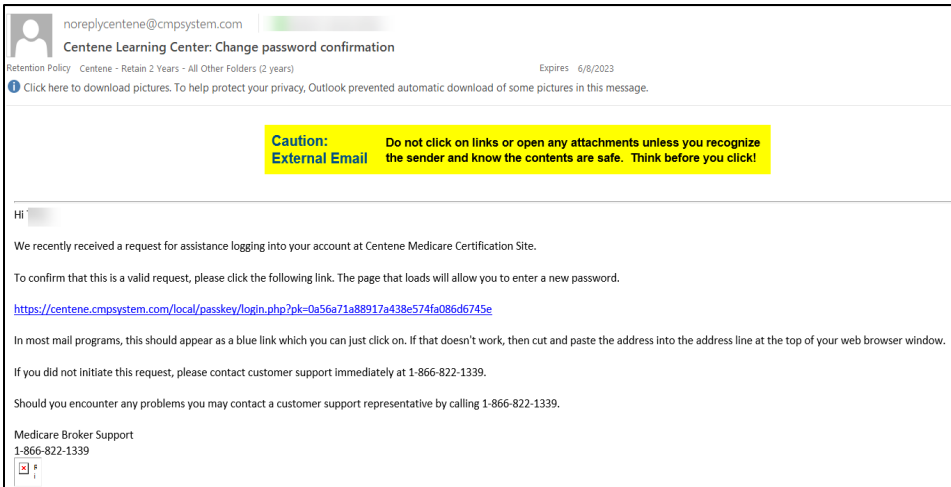 noreplycentene@cmpsystem.com
Centene Learning Center: Change password confirmation
Retention Policy Centene - Retain 2 Years - All Other Folders (2 years) Expires 6/8/2023
Click here to download pictures. To help protect your privacy, Outlook prevented automatic download of some pictures in this message.
Caution: Do not click on links or open any attachments unless you recognize
External Email the sender and know the contents are safe. Think before you click!
Hi
We recently received a request for assistance logging into your account at Centene Medicare Certification Site.
To confirm that this is a valid request, please click the following link. The page that loads will allow you to enter a new password.
https://centene.cmpsystem.com/local/passkey/login.php?pk=0a56a71a88917a438e574fa086d6745e
In most mail programs, this should appear as a blue link which you can just click on. If that doesn't work, then cut and paste the address into the address line at the top of your web browser window.
If you did not initiate this request, please contact customer support immediately at 1-866-822-1339.
Should you encounter any problems you may contact a customer support representative by calling 1-866-822-1339.
Medicare Broker Support
1-866-822-1339